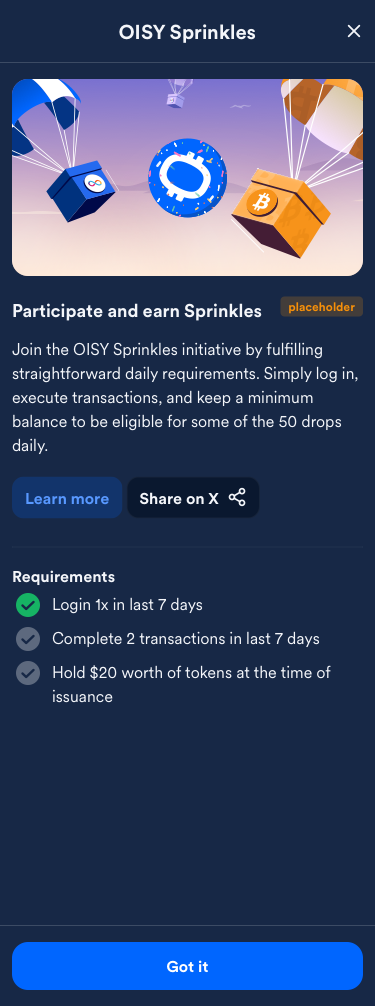 OISY Sprinkles
Participate and earn Sprinkles
placeholder
Join the OISY Sprinkles initiative by fulfilling
straightforward daily requirements. Simply log in,
execute transactions, and keep a minimum
balance to be eligible for some of the 50 drops
daily.
Learn more
Share on X
Requirements
Login 1x in last 7 days
Complete 2 transactions in last 7 days
Hold $20 worth of tokens at the time of
issuance
Got it